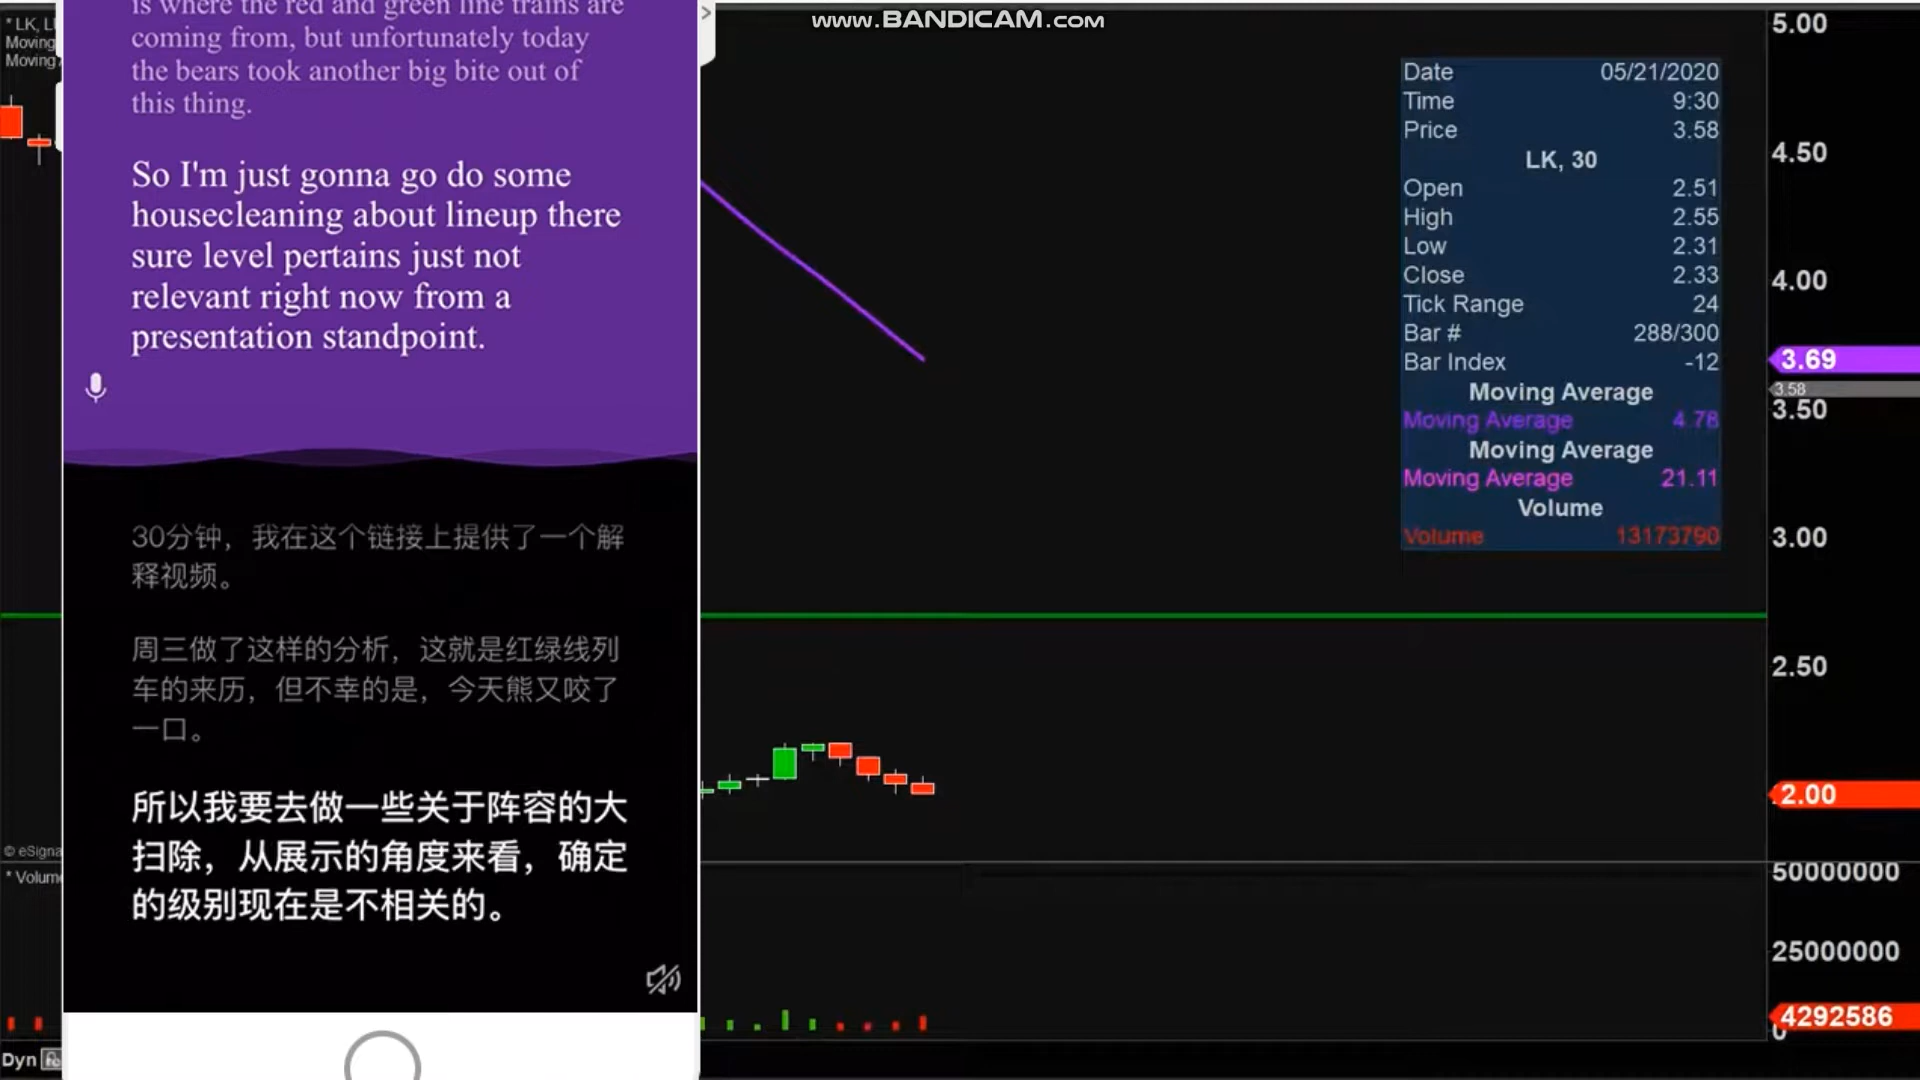 www.BANDICAM.com
* LK, L
Moving
Moving
is where the red and green line trains are
coming from, but unfortunately today
the bears took another big bite out of
this thing.
So I'm just gonna go do some
housecleaning about lineup there
sure level pertains just not
relevant right now from a
presentation standpoint.
30分钟，我在这个链接上提供了一个解
释视频。
周三做了这样的分析，这就是红绿线列
车的来历，但不幸的是，今天熊又咬了
一口。
所以我要去做一些关于阵容的大
扫除，从展示的角度来看，确定
的级别现在是不相关的。
© eSigna
* Volum
Dyn
Date 05/21/2020
Time 9:30
Price 3.58
LK, 30
Open 2.51
High 2.55
Low 2.31
Close 2.33
Tick Range 24
Bar # 288/300
Bar Index -12
Moving Average
Moving Average 4.78
Moving Average
Moving Average 21.11
Volume
Volume 13173790
5.00
4.50
4.00
3.69
3.58
3.50
3.00
2.50
2.00
50000000
25000000
4292586
0